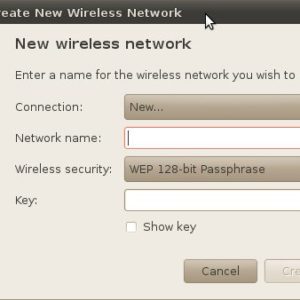 reate New Wireless Network
New wireless network
Enter a name for the wireless network you wish to
Connection: New...
Network name:
Wireless security: WEP 128-bit Passphrase
Key:
Show key
Cancel Cre